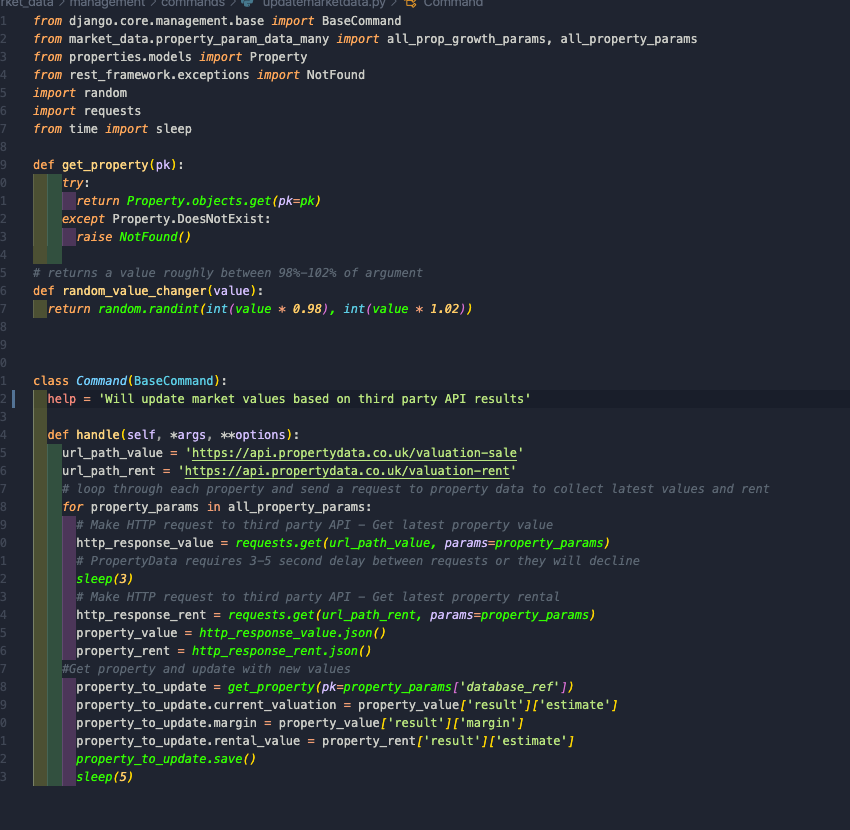 rket_data > management > commands > updatemarketdata.py > Command
1 from django.core.management.base import BaseCommand
2 from market_data.property_param_data_many import all_prop_growth_params, all_property_params
3 from properties.models import Property
4 from rest_framework.exceptions import NotFound
5 import random
6 import requests
7 from time import sleep
8
9 def get_property(pk):
0     try:
1         return Property.objects.get(pk=pk)
2     except Property.DoesNotExist:
3         raise NotFound()
4
5 # returns a value roughly between 98%-102% of argument
6 def random_value_changer(value):
7     return random.randint(int(value * 0.98), int(value * 1.02))
8
9
0
1 class Command(BaseCommand):
2     help = 'Will update market values based on third party API results'
3
4     def handle(self, *args, **options):
5         url_path_value = 'https://api.propertydata.co.uk/valuation-sale'
6         url_path_rent = 'https://api.propertydata.co.uk/valuation-rent'
7         # loop through each property and send a request to property data to collect latest values and rent
8         for property_params in all_property_params:
9             # Make HTTP request to third party API - Get latest property value
0             http_response_value = requests.get(url_path_value, params=property_params)
1             # PropertyData requires 3-5 second delay between requests or they will decline
2             sleep(3)
3             # Make HTTP request to third party API - Get latest property rental
4             http_response_rent = requests.get(url_path_rent, params=property_params)
5             property_value = http_response_value.json()
6             property_rent = http_response_rent.json()
7         #Get property and update with new values
8             property_to_update = get_property(pk=property_params['database_ref'])
9             property_to_update.current_valuation = property_value['result']['estimate']
0             property_to_update.margin = property_value['result']['margin']
1             property_to_update.rental_value = property_rent['result']['estimate']
2             property_to_update.save()
3             sleep(5)